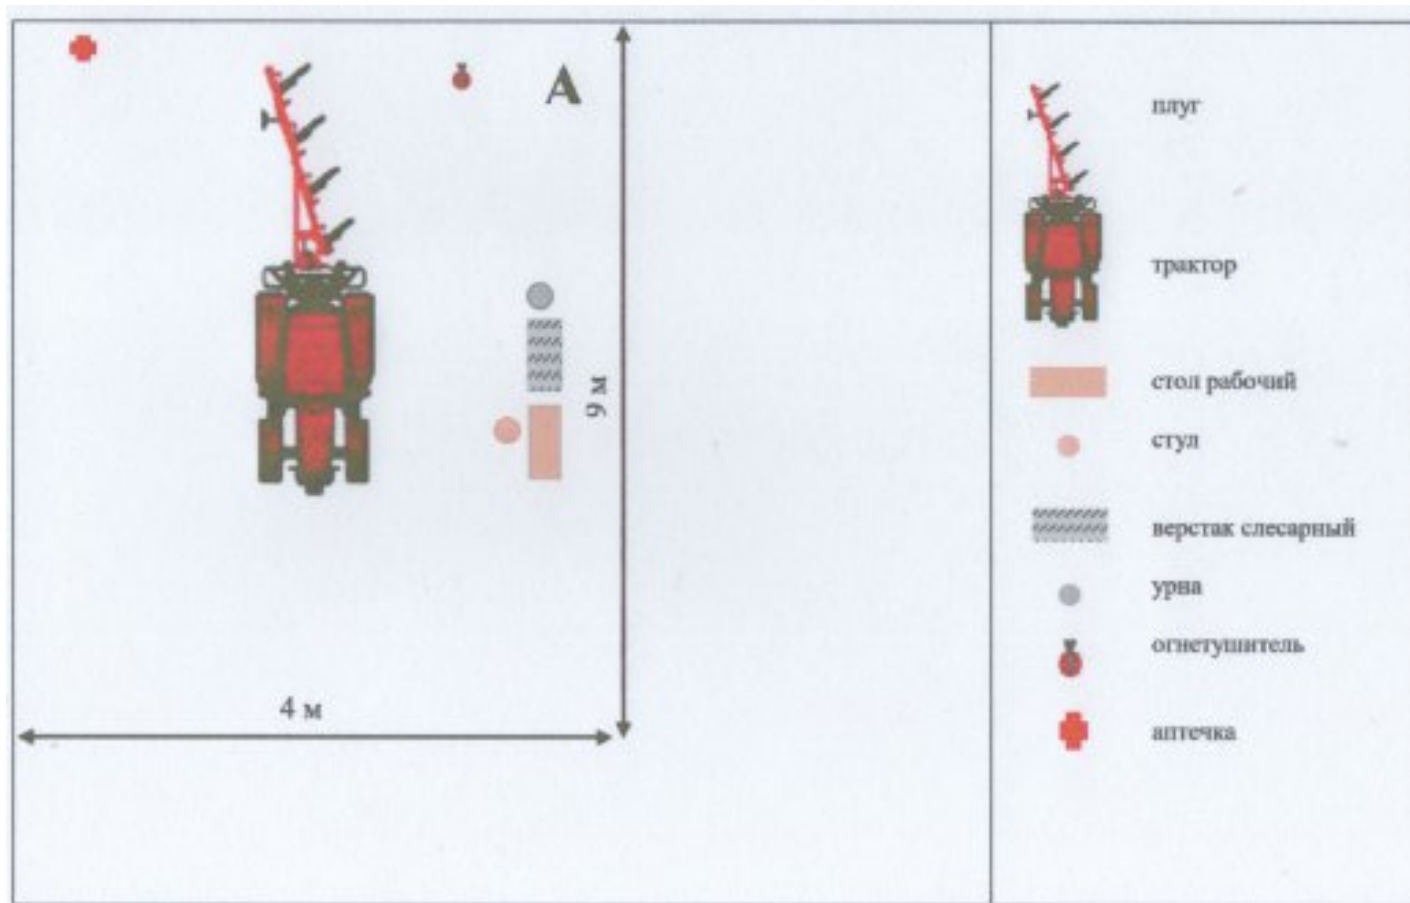 А
9 м
4 м
плуг
трактор
стол рабочий
стул
верстак слесарный
урна
огнетушитель
аптечка